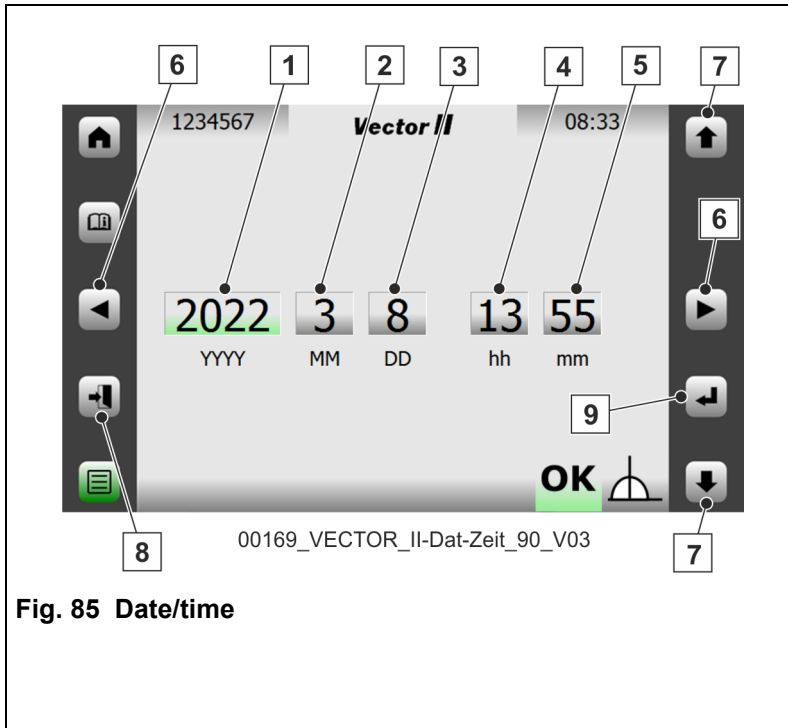 6 1 2 3 4 5 7
1234567 Vector II 08:33
6
2022 3 8 13 55
YYYY MM DD hh mm
9
OK
8 00169_VECTOR_II-Dat-Zeit_90_V03 7
Fig. 85 Date/time